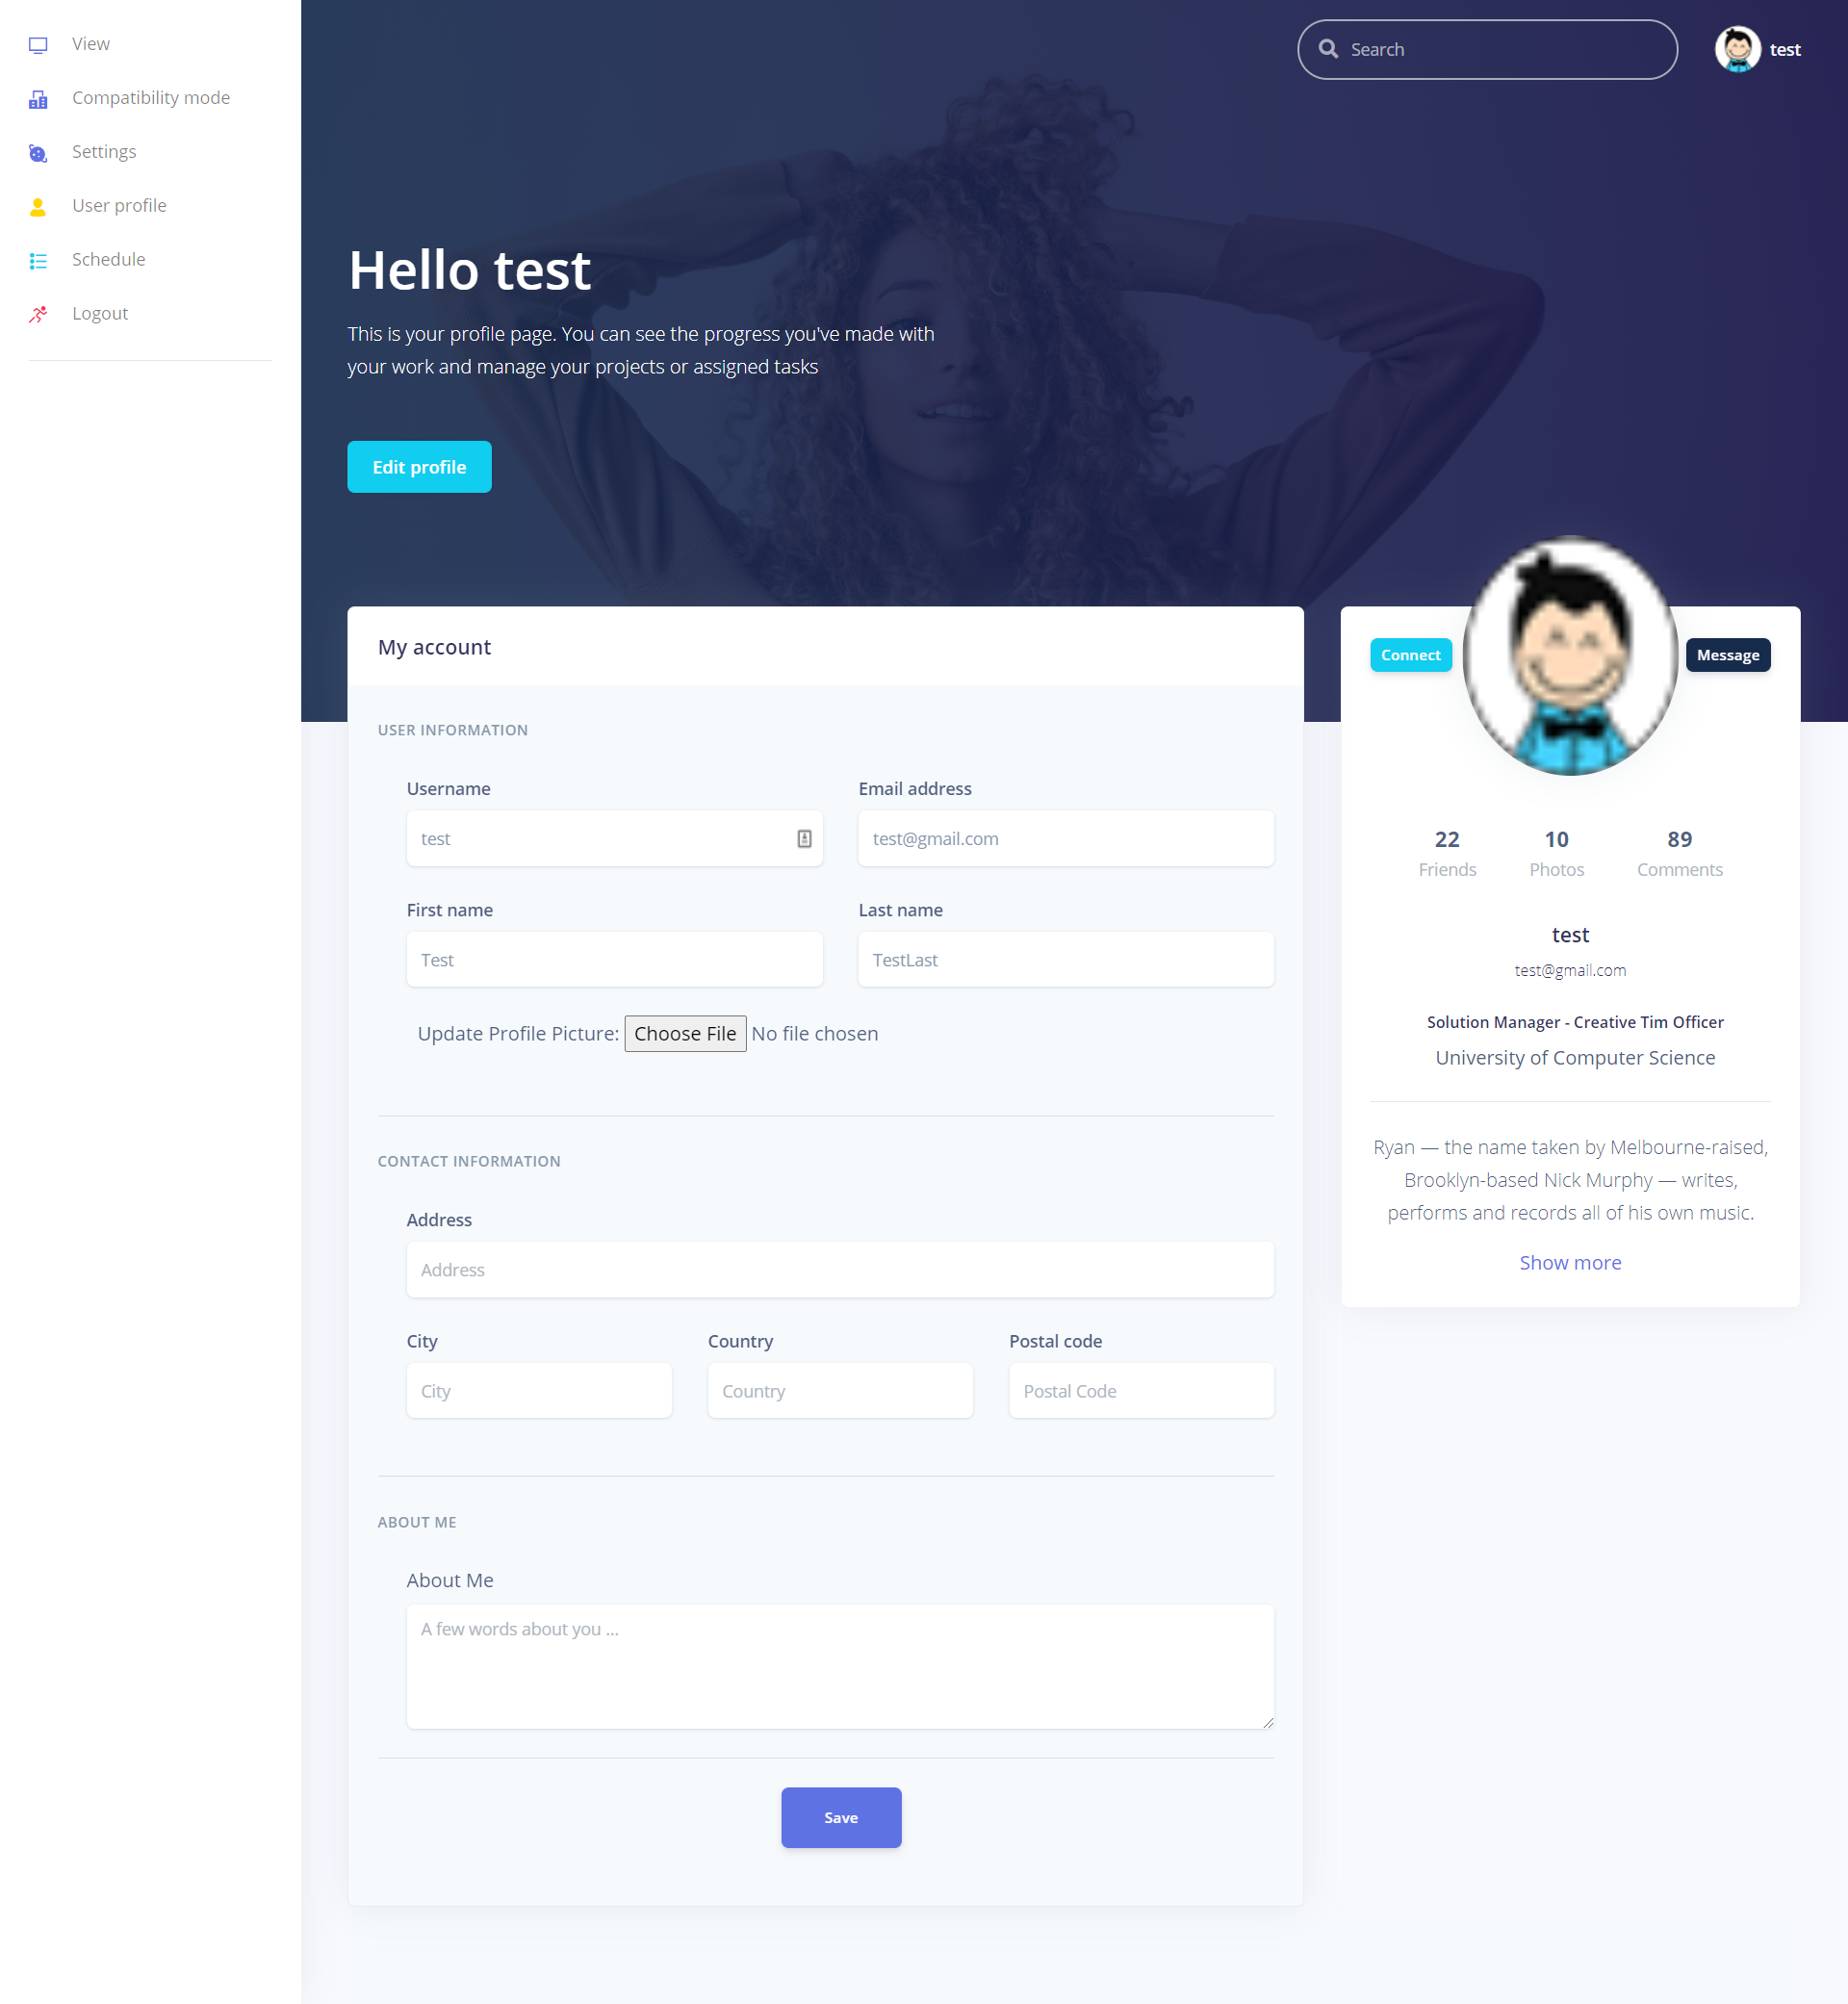 View
Compatibility mode
Settings
User profile
Schedule
Logout
Search
test
Hello test
This is your profile page. You can see the progress you've made with
your work and manage your projects or assigned tasks
Edit profile
My account
USER INFORMATION
Username
Email address
test
test@gmail.com
First name
Last name
Test
TestLast
Update Profile Picture: Choose File No file chosen
CONTACT INFORMATION
Address
Address
City
Country
Postal code
City
Country
Postal Code
ABOUT ME
About Me
A few words about you ...
Save
Connect
Message
22
10
89
Friends
Photos
Comments
test
test@gmail.com
Solution Manager - Creative Tim Officer
University of Computer Science
Ryan — the name taken by Melbourne-raised,
Brooklyn-based Nick Murphy — writes,
performs and records all of his own music.
Show more